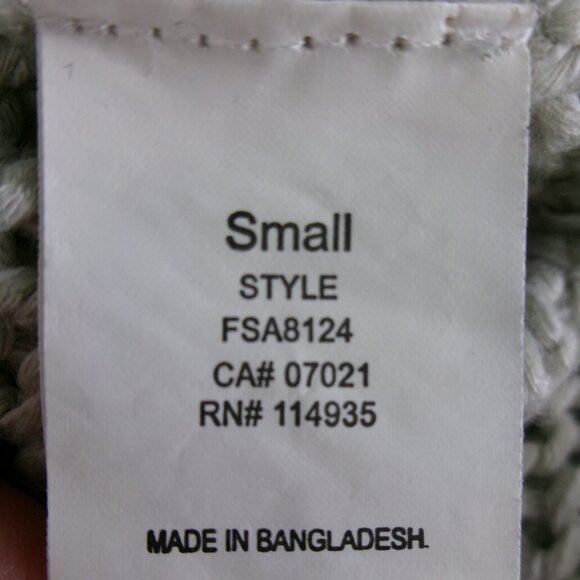 Small
STYLE
FSA8124
CA# 07021
RN# 114935
MADE IN BANGLADESH.